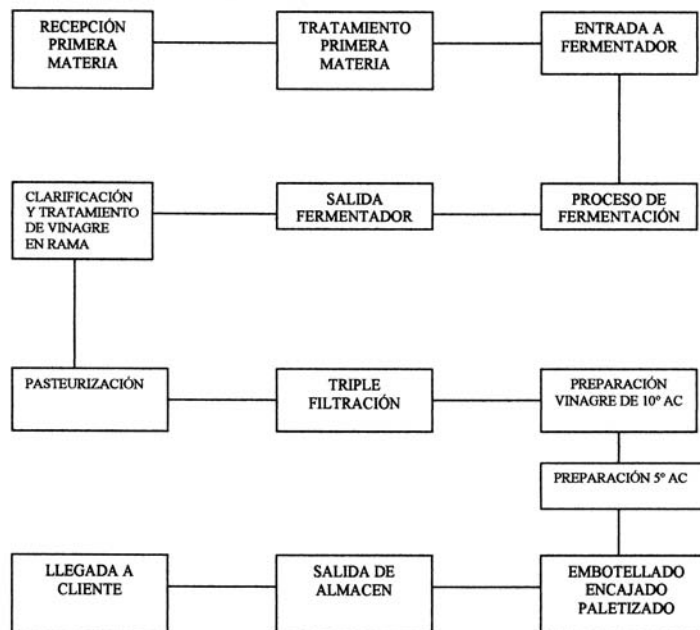 RECEPCIÓN
PRIMERA
MATERIA
TRATAMIENTO
PRIMERA
MATERIA
ENTRADA A
FERMENTADOR
PROCESO DE
FERMENTACIÓN
SALIDA
FERMENTADOR
CLARIFICACIÓN
Y TRATAMIENTO
DE VINAGRE
EN RAMA
PASTEURIZACIÓN
TRIPLE
FILTRACIÓN
PREPARACIÓN
VINAGRE DE 10º AC
PREPARACIÓN 5º AC
EMBOTELLADO
ENCAJADO
PALETIZADO
SALIDA DE
ALMACEN
LLEGADA A
CLIENTE